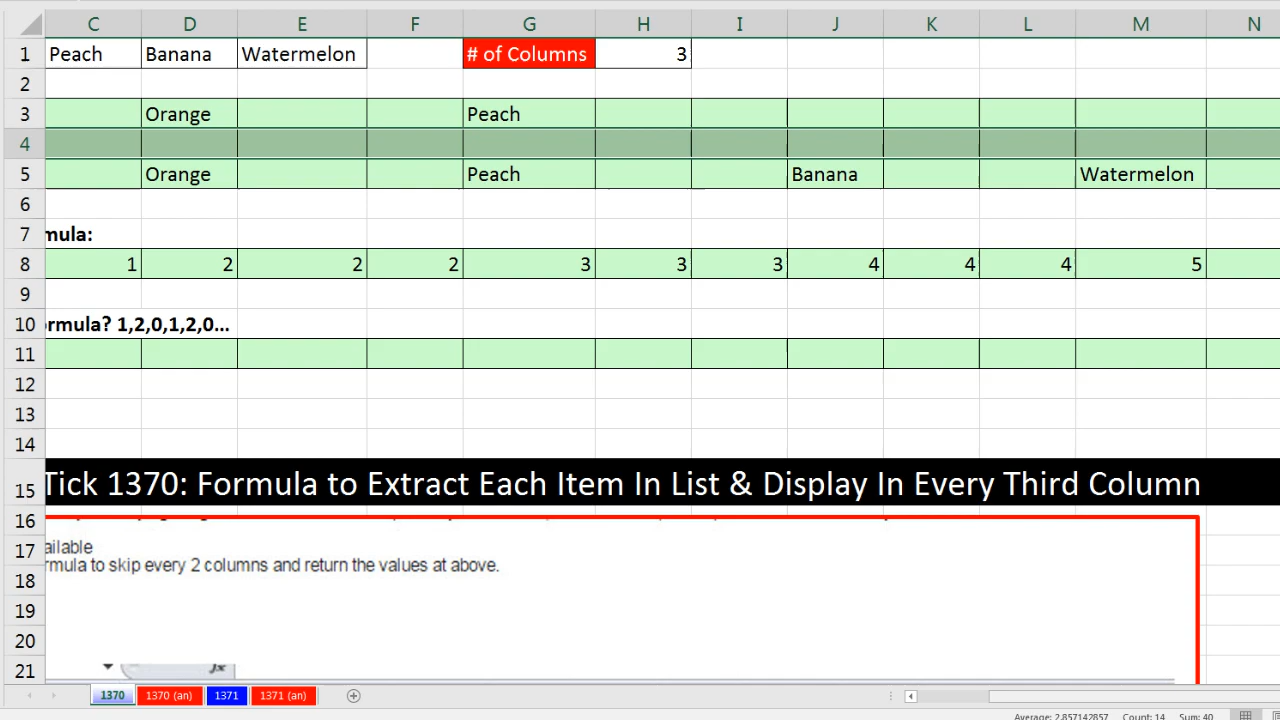 C D E F G H I J K L M N
1 Peach Banana Watermelon # of Columns 3
2
3 Orange Peach
4
5 Orange Peach Banana Watermelon
6
7 mula:
8 1 2 2 2 3 3 3 4 4 4 5
9
10 ormula? 1,2,0,1,2,0...
11
12
13
14
15 Tick 1370: Formula to Extract Each Item In List & Display In Every Third Column
16
17 ailable
18 rmula to skip every 2 columns and return the values at above.
19
20
21 fx
1370 1370 (an) 1371 1371 (an)
Average: 2.857142857 Count: 14 Sum: 40